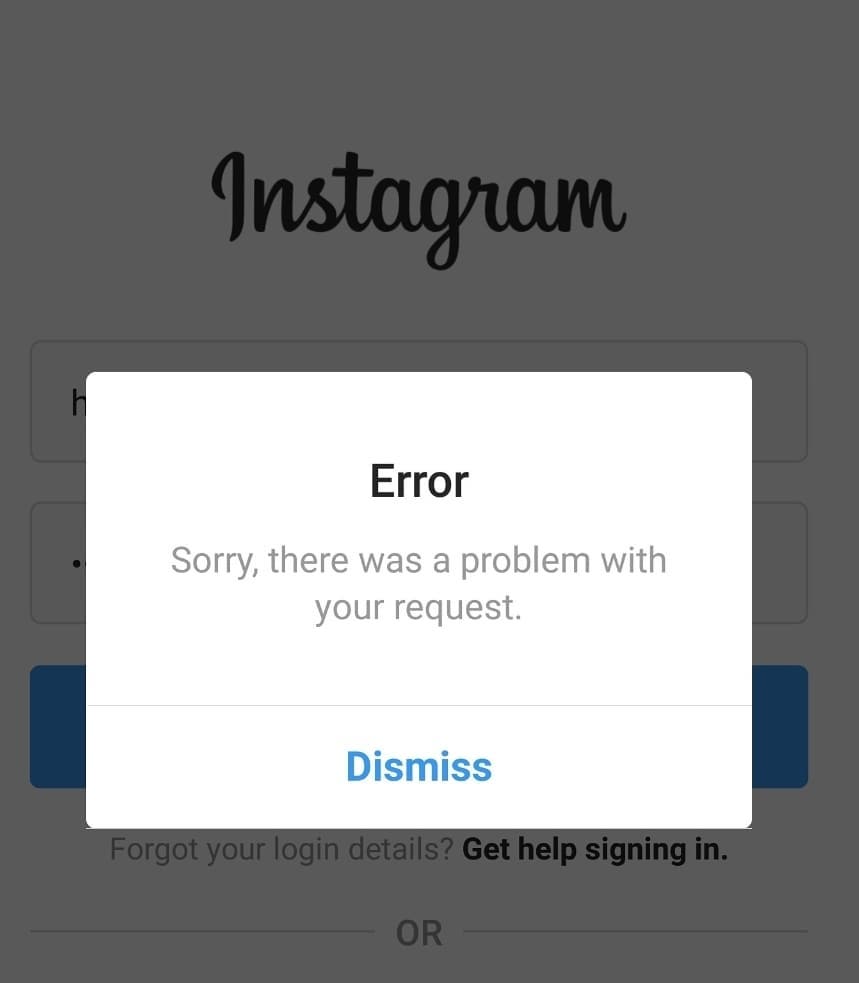 Instagram
h
Error
Sorry, there was a problem with
your request.
Dismiss
Forgot your login details? Get help signing in.
OR